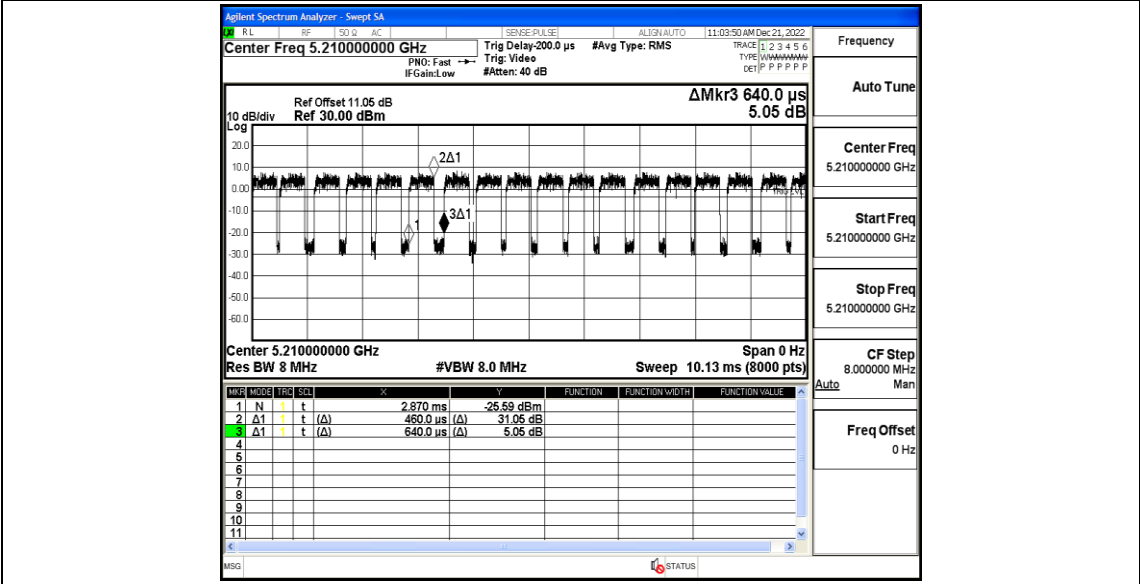 Agilent Spectrum Analyzer - Swept SA
RL RF 50 Ω AC SENSE:PULSE ALIGN AUTO 11:03:50 AM Dec 21, 2022
Center Freq 5.210000000 GHz
PNO: Fast
IFGain:Low
Trig Delay-200.0 µs #Avg Type: RMS
Trig: Video
#Atten: 40 dB
TRACE 1 2 3 4 5 6
TYPE WWWWWW
DET P P P P P P
Frequency
Auto Tune
Center Freq
5.210000000 GHz
Start Freq
5.210000000 GHz
Stop Freq
5.210000000 GHz
CF Step
8.000000 MHz
Auto Man
Freq Offset
0 Hz
ΔMkr3 640.0 µs
5.05 dB
Ref Offset 11.05 dB
10 dB/div Ref 30.00 dBm
Log
20.0
10.0
0.00
-10.0
-20.0
-30.0
-40.0
-50.0
-60.0
2Δ1
TRIG LVL
3Δ1
1
Center 5.210000000 GHz Span 0 Hz
Res BW 8 MHz #VBW 8.0 MHz Sweep 10.13 ms (8000 pts)
MKR MODE TRC SCL X Y FUNCTION FUNCTION WIDTH FUNCTION VALUE
1 N 1 t 2.870 ms -25.59 dBm
2 Δ1 1 t (Δ) 460.0 µs (Δ) 31.05 dB
3 Δ1 1 t (Δ) 640.0 µs (Δ) 5.05 dB
4
5
6
7
8
9
10
11
MSG STATUS